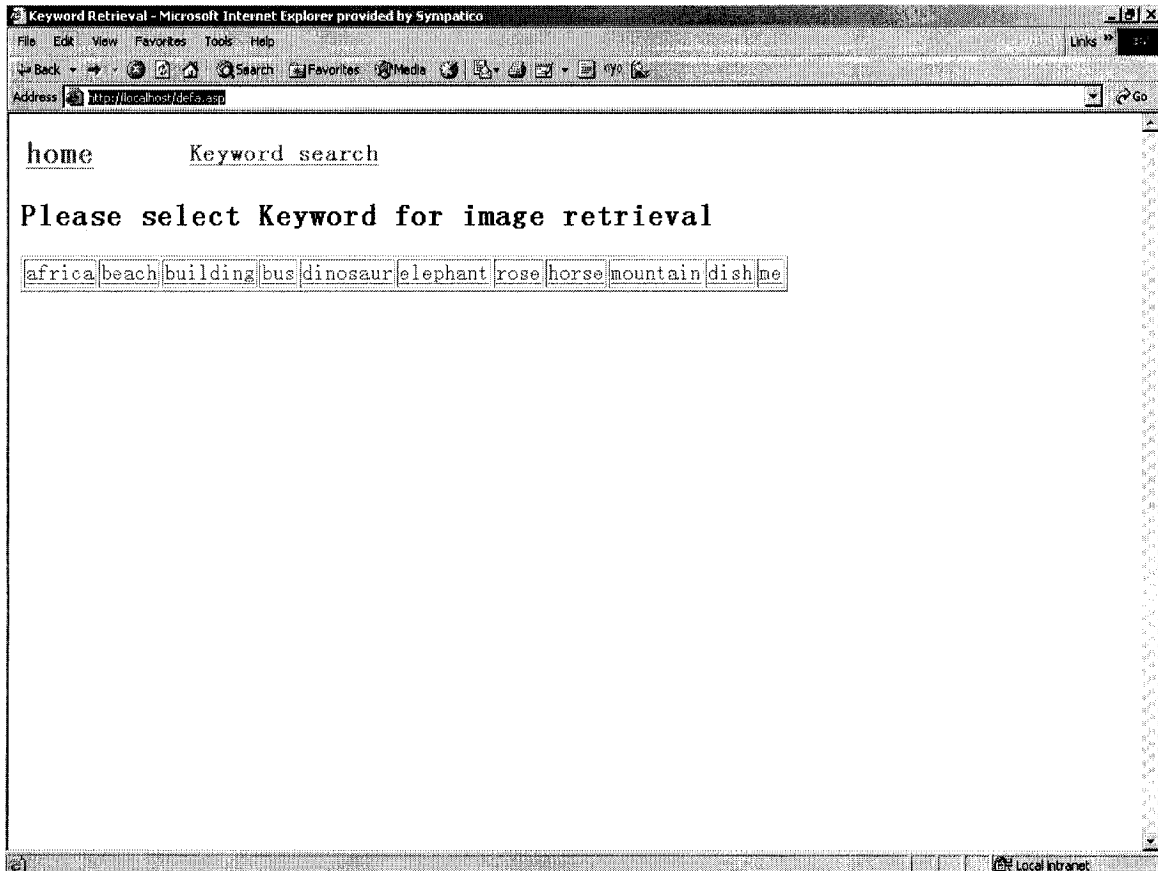 Keyword Retrieval - Microsoft Internet Explorer provided by Sympatico
File Edit View Favorites Tools Help Links »
Back Search Favorites Media
Address http://localhost/defa.asp Go
home Keyword search
Please select Keyword for image retrieval
africa beach building bus dinosaur elephant rose horse mountain dish me
Local intranet